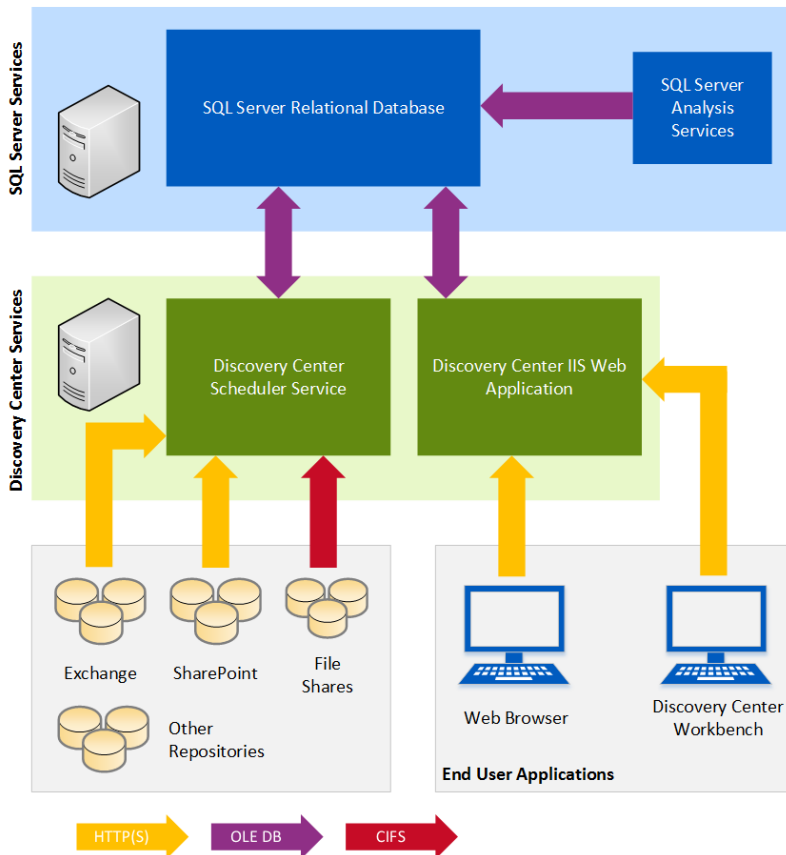 SQL Server Services
SQL Server Relational Database
SQL Server
Analysis
Services
Discovery Center Services
Discovery Center
Scheduler Service
Discovery Center IIS Web
Application
Exchange
SharePoint
File
Shares
Other
Repositories
Web Browser
Discovery Center
Workbench
End User Applications
HTTP(S)
OLE DB
CIFS